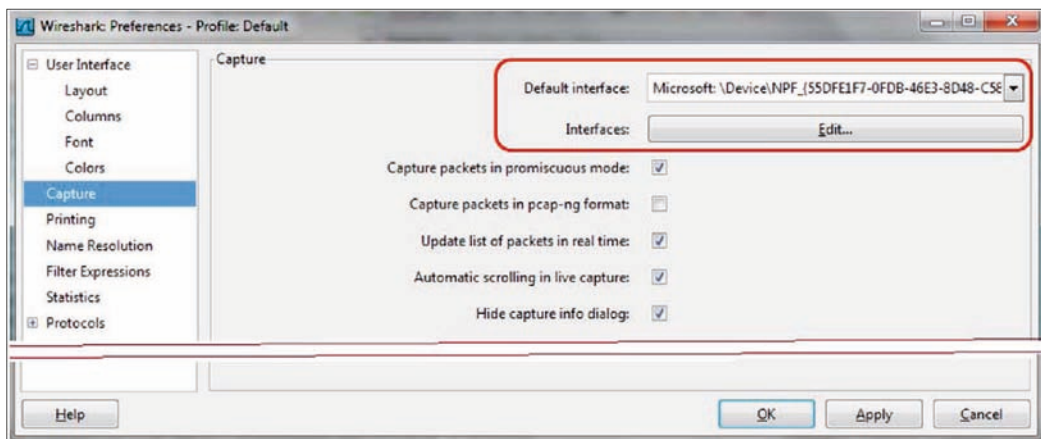 Wireshark: Preferences - Profile: Default
User Interface
Layout
Columns
Font
Colors
Capture
Printing
Name Resolution
Filter Expressions
Statistics
Protocols
Capture
Default interface: Microsoft: \Device\NPF_{55DFE1F7-0FDB-46E3-8D48-C58
Interfaces: Edit...
Capture packets in promiscuous mode:
Capture packets in pcap-ng format:
Update list of packets in real time:
Automatic scrolling in live capture:
Hide capture info dialog:
Help
OK
Apply
Cancel